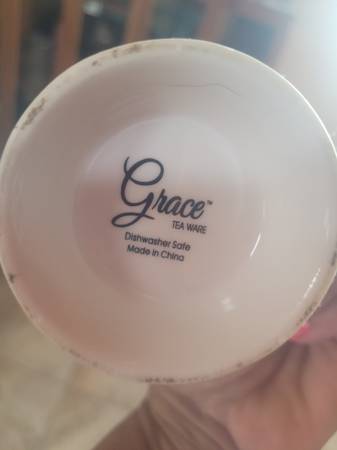 Grace™
TEA WARE
Dishwasher Safe
Made in China